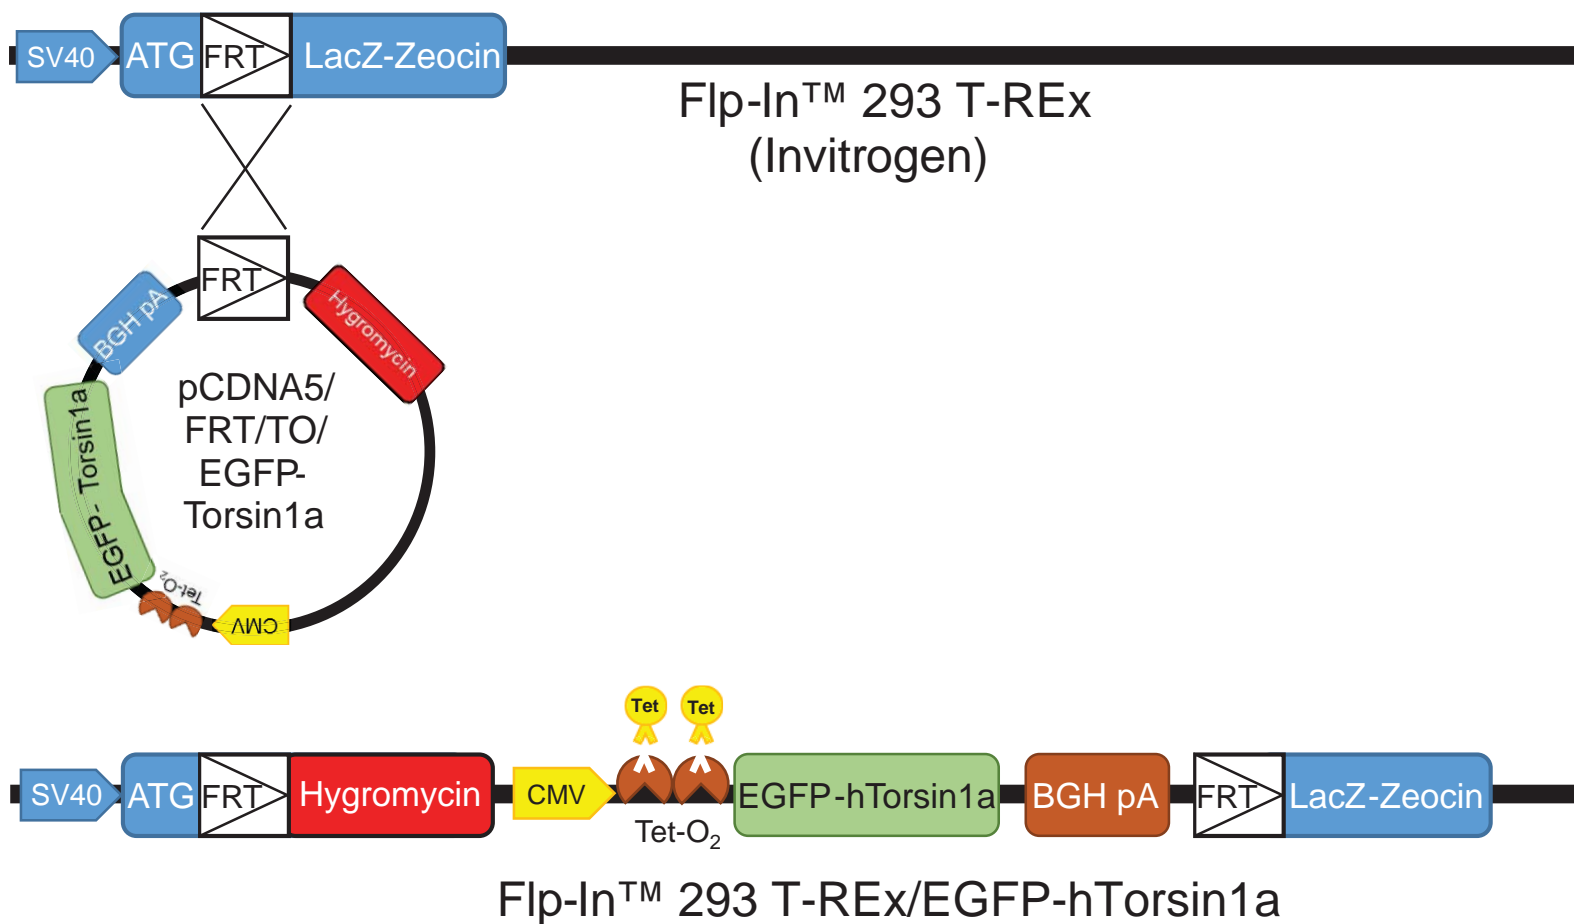 SV40 ATG FRT LacZ-Zeocin
Flp-In™ 293 T-REx
(Invitrogen)
FRT
BGH pA
Hygromycin
EGFP- Torsin1a
pCDNA5/
FRT/TO/
EGFP-
Torsin1a
Tet-O₂
CMV
Tet Tet
SV40 ATG FRT Hygromycin CMV EGFP-hTorsin1a BGH pA FRT LacZ-Zeocin
Tet-O₂
Flp-In™ 293 T-REx/EGFP-hTorsin1a